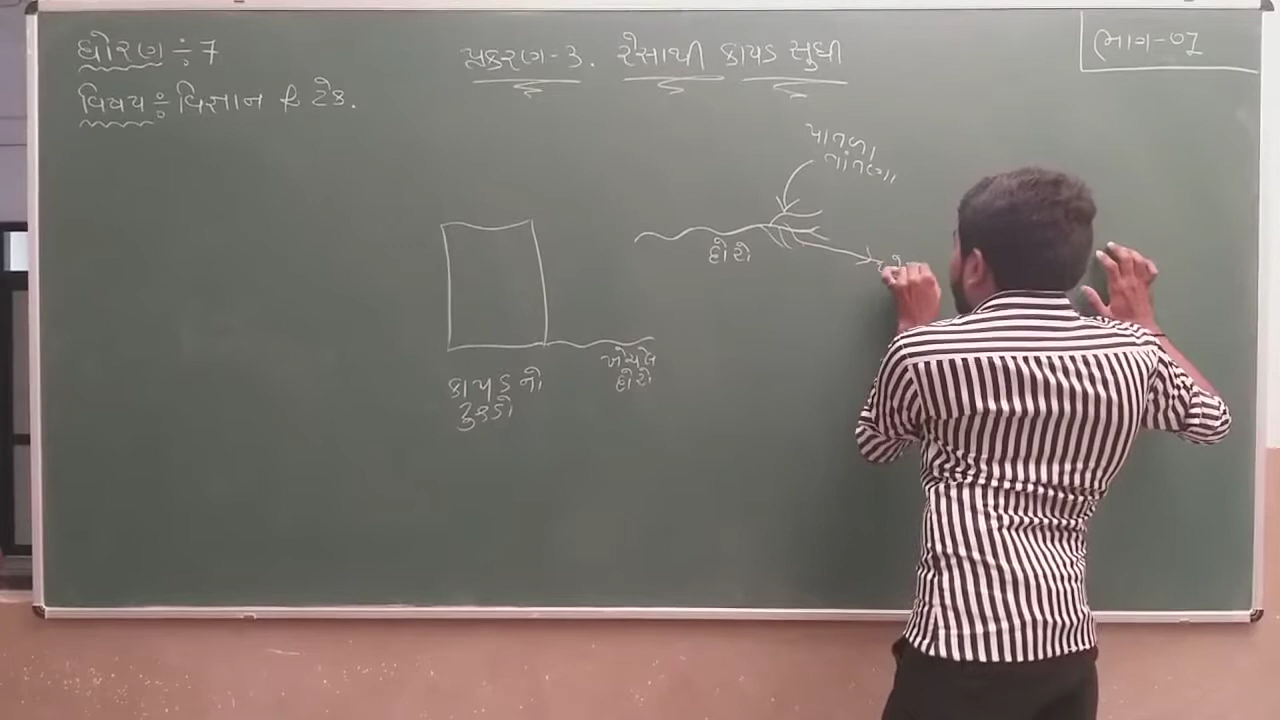 ધોરણ ÷ 7
પ્રકરણ-3. રેસાથી કાપડ સુધી
ભાગ-07
વિષય ÷ વિજ્ઞાન & ટેક.
પાતળા
તાંતણા
દોરો
ખેંચેલ
દોરો
કાપડનો
ટુકડો